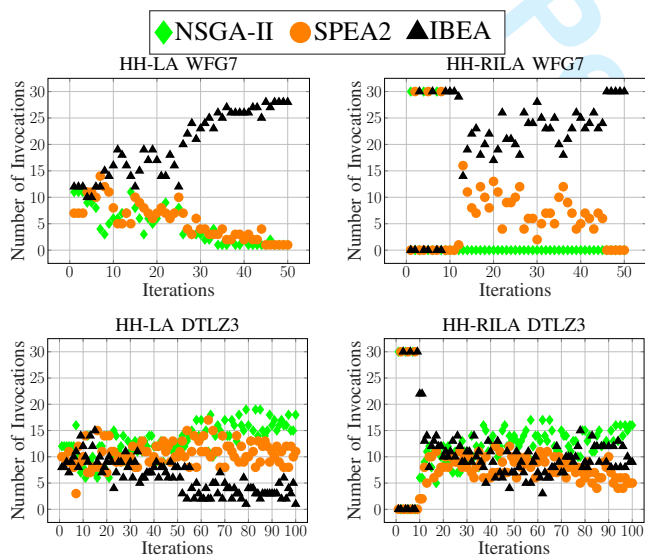 NSGA-II SPEA2 IBEA
HH-LA WFG7
Number of Invocations
30
25
20
15
10
5
0
0 10 20 30 40 50
Iterations
HH-RILA WFG7
Number of Invocations
30
25
20
15
10
5
0
0 10 20 30 40 50
Iterations
HH-LA DTLZ3
Number of Invocations
30
25
20
15
10
5
0
0 10 20 30 40 50 60 70 80 90 100
Iterations
HH-RILA DTLZ3
Number of Invocations
30
25
20
15
10
5
0
0 10 20 30 40 50 60 70 80 90 100
Iterations